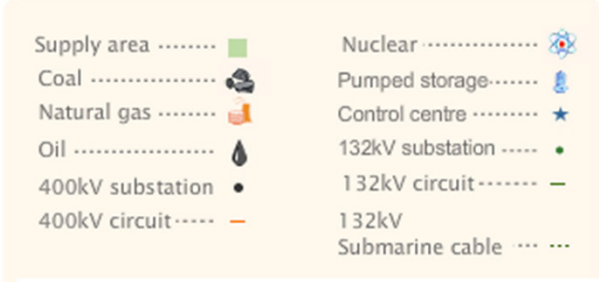 Supply area
Coal
Natural gas
Oil
400kV substation
400kV circuit
Nuclear
Pumped storage
Control centre
132kV substation
132kV circuit
132kV
Submarine cable